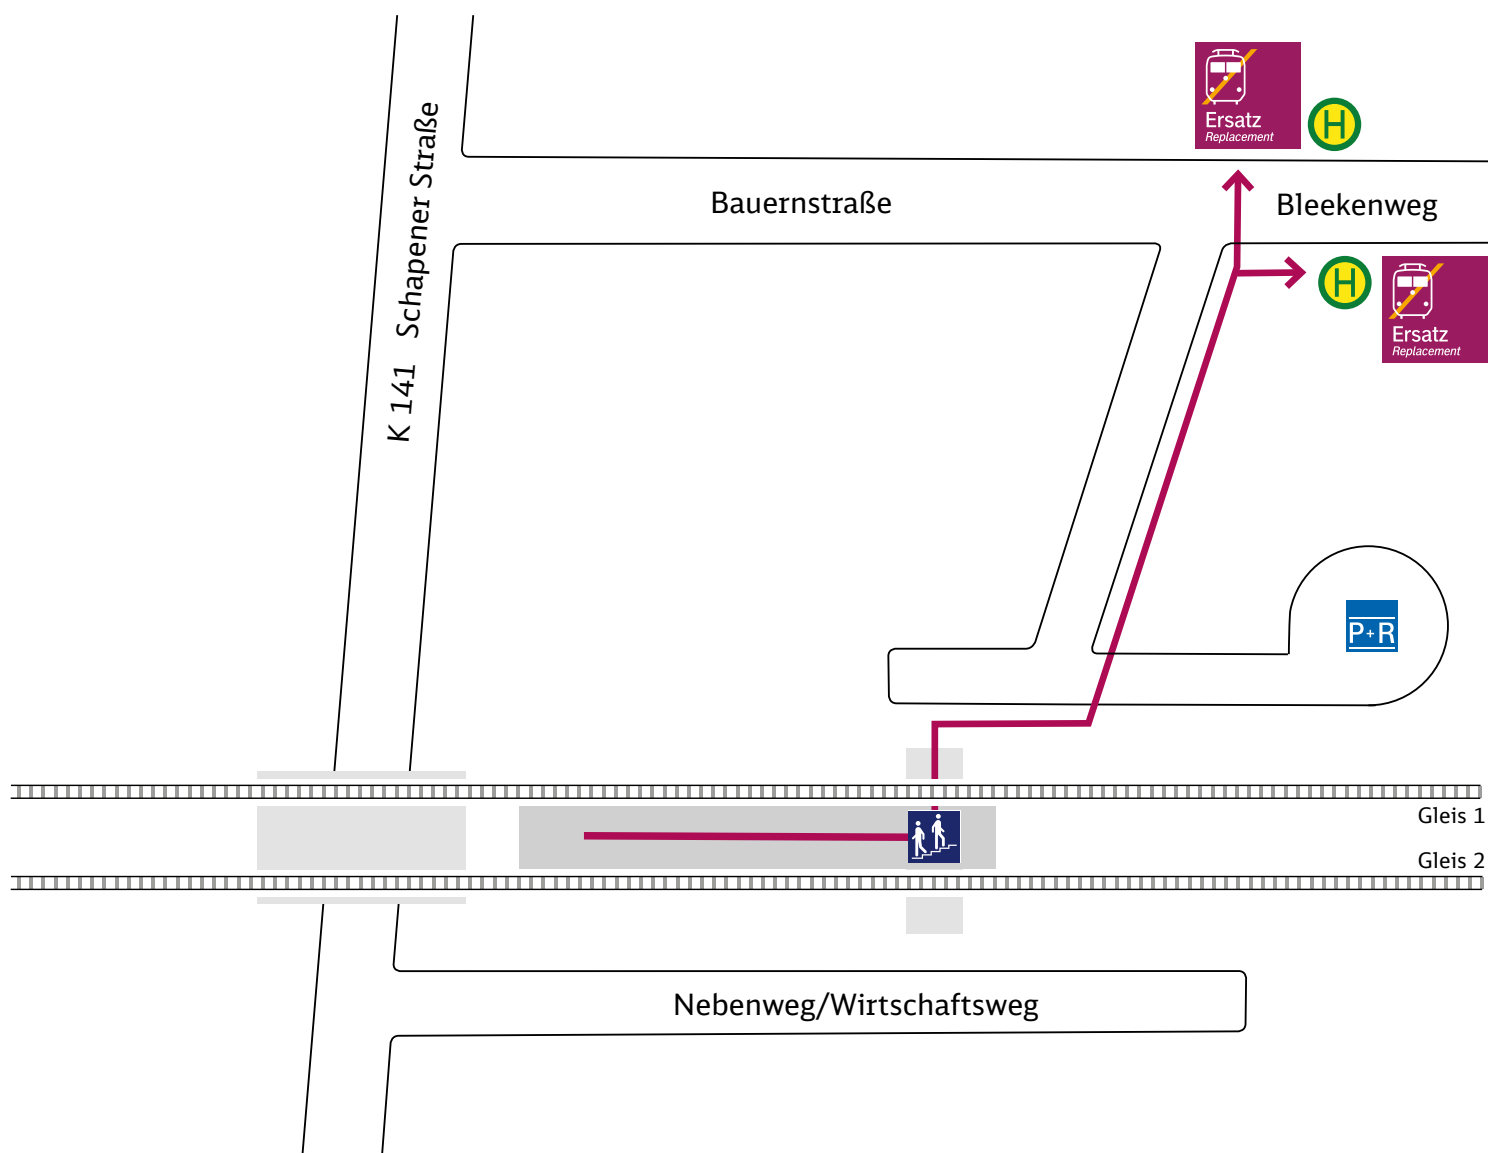 Ersatz
Replacement
H
Bauernstraße
Bleekenweg
K 141 Schapener Straße
H
Ersatz
Replacement
P+R
Gleis 1
Gleis 2
Nebenweg/Wirtschaftsweg